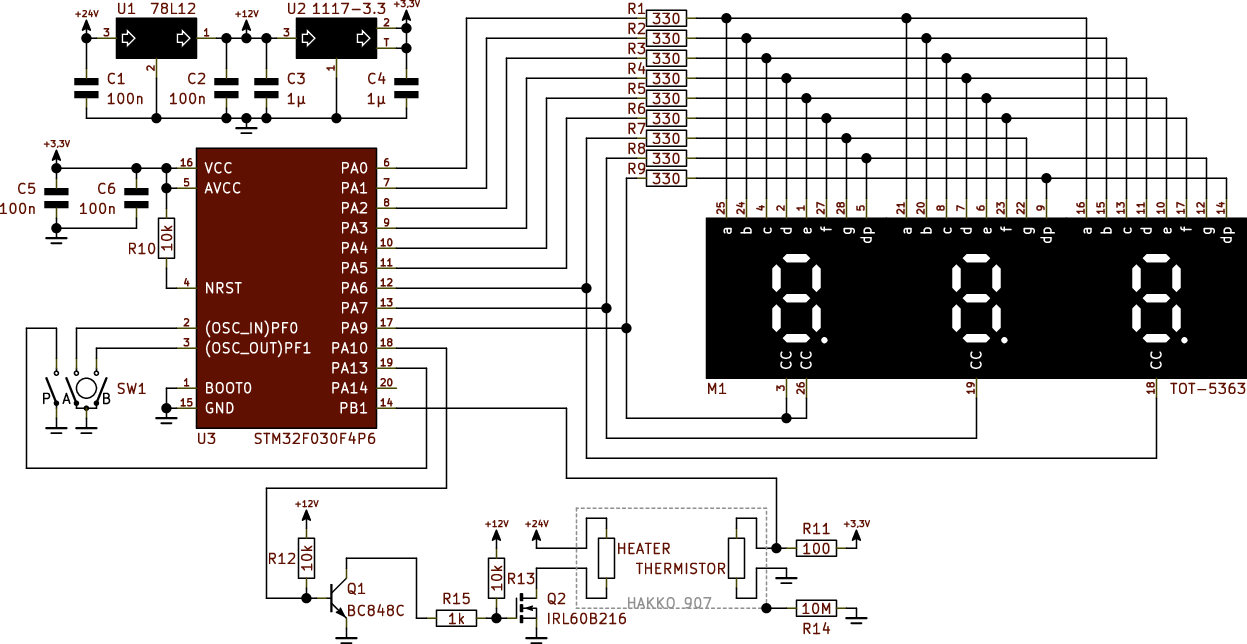 +24V U1 78L12 +12V U2 1117-3.3 +3,3V
3 1 3 2
T
2 1
C1 100n
C2 100n
C3 1µ
C4 1µ
R1 330
R2 330
R3 330
R4 330
R5 330
R6 330
R7 330
R8 330
R9 330
+3,3V
C5 100n
C6 100n
R10 10k
16 VCC PA0 6
5 AVCC PA1 7
PA2 8
PA3 9
PA4 10
PA5 11
4 NRST PA6 12
PA7 13
2 (OSC_IN)PF0 PA9 17
3 (OSC_OUT)PF1 PA10 18
PA13 19
1 BOOT0 PA14 20
15 GND PB1 14
U3 STM32F030F4P6
P A B SW1
25 24 4 2 1 27 28 5 21 20 8 7 6 23 22 9 16 15 13 11 10 17 12 14
a b c d e f g dp a b c d e f g dp a b c d e f g dp
8. 8. 8.
CC CC CC CC
3 26 19 18
M1 TOT-5363
+12V
R12 10k
Q1
BC848C
R15
1k
+12V
10k R13
+24V
Q2
IRL60B216
HEATER
THERMISTOR
HAKKO 907
R11
100
+3,3V
10M
R14